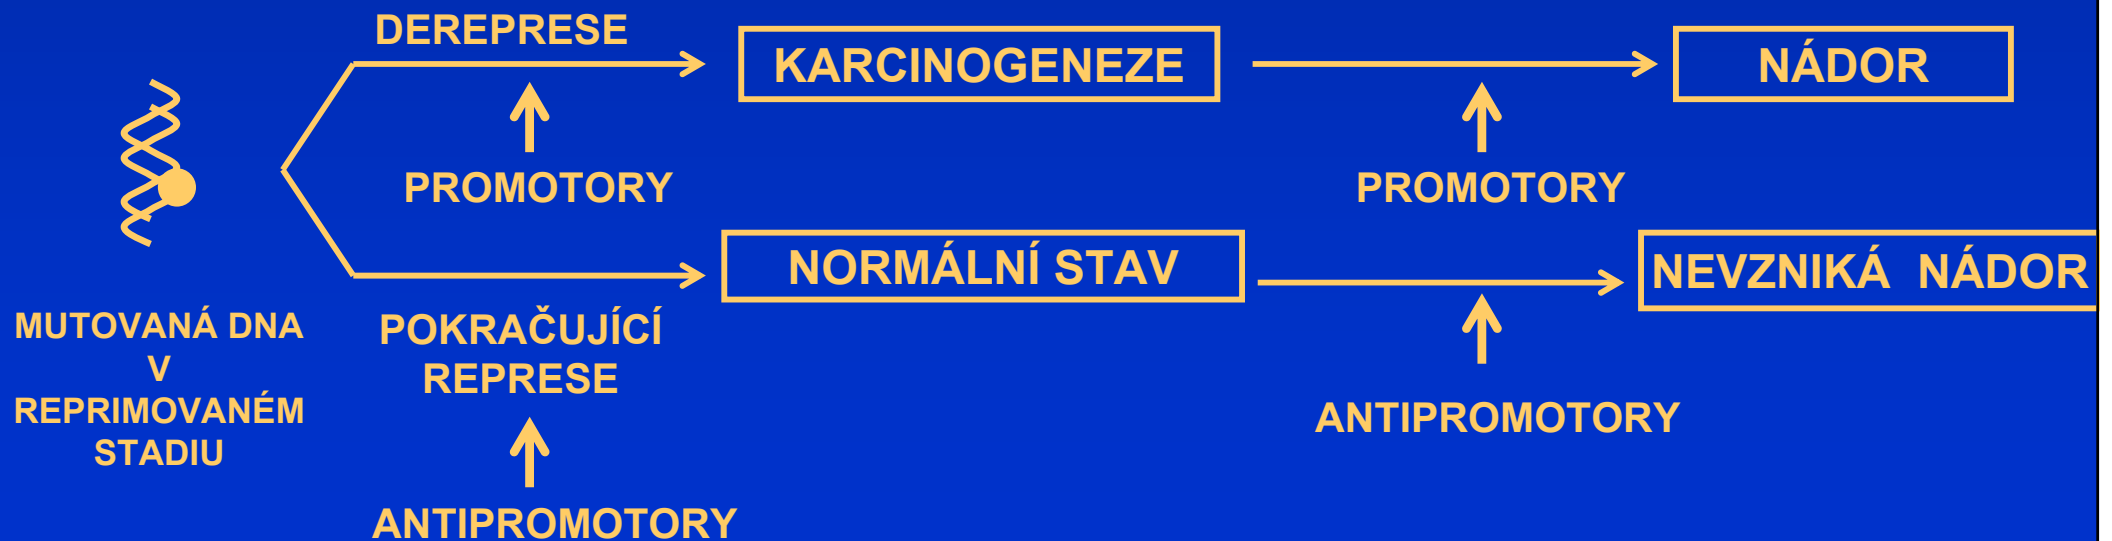 DEREPRESE
KARCINOGENEZE
NÁDOR
PROMOTORY
PROMOTORY
NORMÁLNÍ STAV
NEVZNIKÁ NÁDOR
MUTOVANÁ DNA
V
REPRIMOVANÉM
STADIU
POKRAČUJÍCÍ
REPRESE
ANTIPROMOTORY
ANTIPROMOTORY